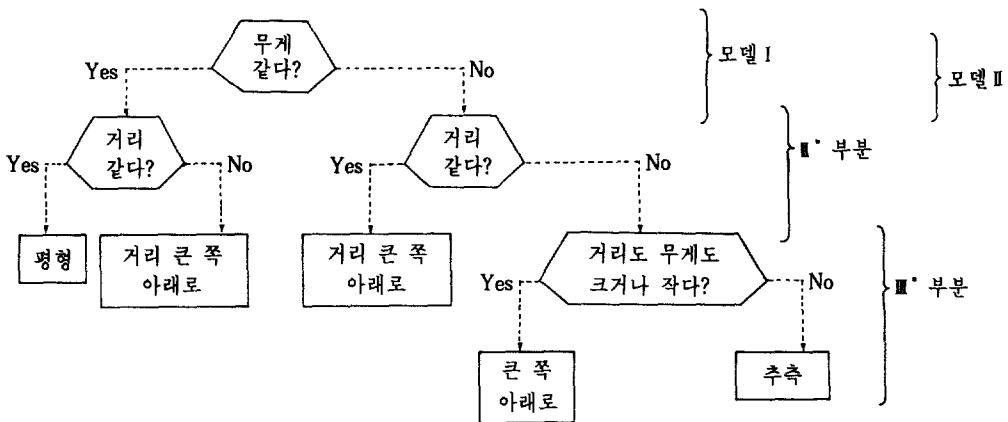 무게
같다?
Yes
No
모델 I
모델 II
거리
같다?
Yes
No
거리
같다?
No
Yes
II* 부분
평형
거리 큰 쪽
아래로
거리 큰 쪽
아래로
거리도 무게도
크거나 작다?
Yes
No
III* 부분
큰 쪽
아래로
추측